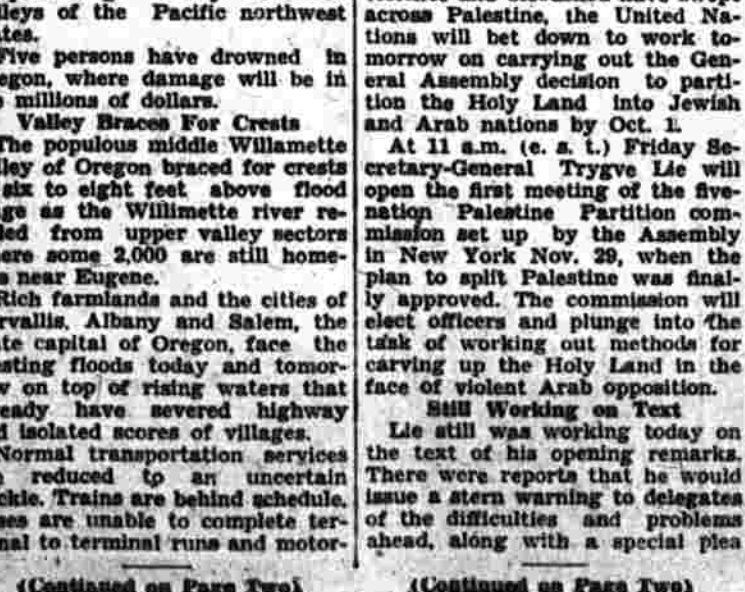 lleys of the Pacific northwest
tes.
Five persons have drowned in
egon, where damage will be in
millions of dollars.
Valley Braces For Crests
The populous middle Willamette
lley of Oregon braced for crests
six to eight feet above flood
ge as the Willimette river re-
led from upper valley sectors
ere some 2,000 are still home-
s near Eugene.
Rich farmlands and the cities of
rvallis, Albany and Salem, the
te capital of Oregon, face the
sting floods today and tomor-
w on top of rising waters that
eady have severed highway
d isolated scores of villages.
Normal transportation services
reduced to an uncertain
ckle. Trains are behind schedule.
ses are unable to complete ter-
nal to terminal runs and motor-
(Continued on Page Two)
across Palestine, the United Na-
tions will bet down to work to-
morrow on carrying out the Gen-
eral Assembly decision to parti-
tion the Holy Land into Jewish
and Arab nations by Oct. 1.
At 11 a.m. (e. s. t.) Friday Se-
cretary-General Trygve Lie will
open the first meeting of the five-
nation Palestine Partition com-
mission set up by the Assembly
in New York Nov. 29, when the
plan to split Palestine was final-
ly approved. The commission will
elect officers and plunge into the
task of working out methods for
carving up the Holy Land in the
face of violent Arab opposition.
Still Working on Text
Lie still was working today on
the text of his opening remarks.
There were reports that he would
issue a stern warning to delegates
of the difficulties and problems
ahead, along with a special plea
(Continued on Page Two)